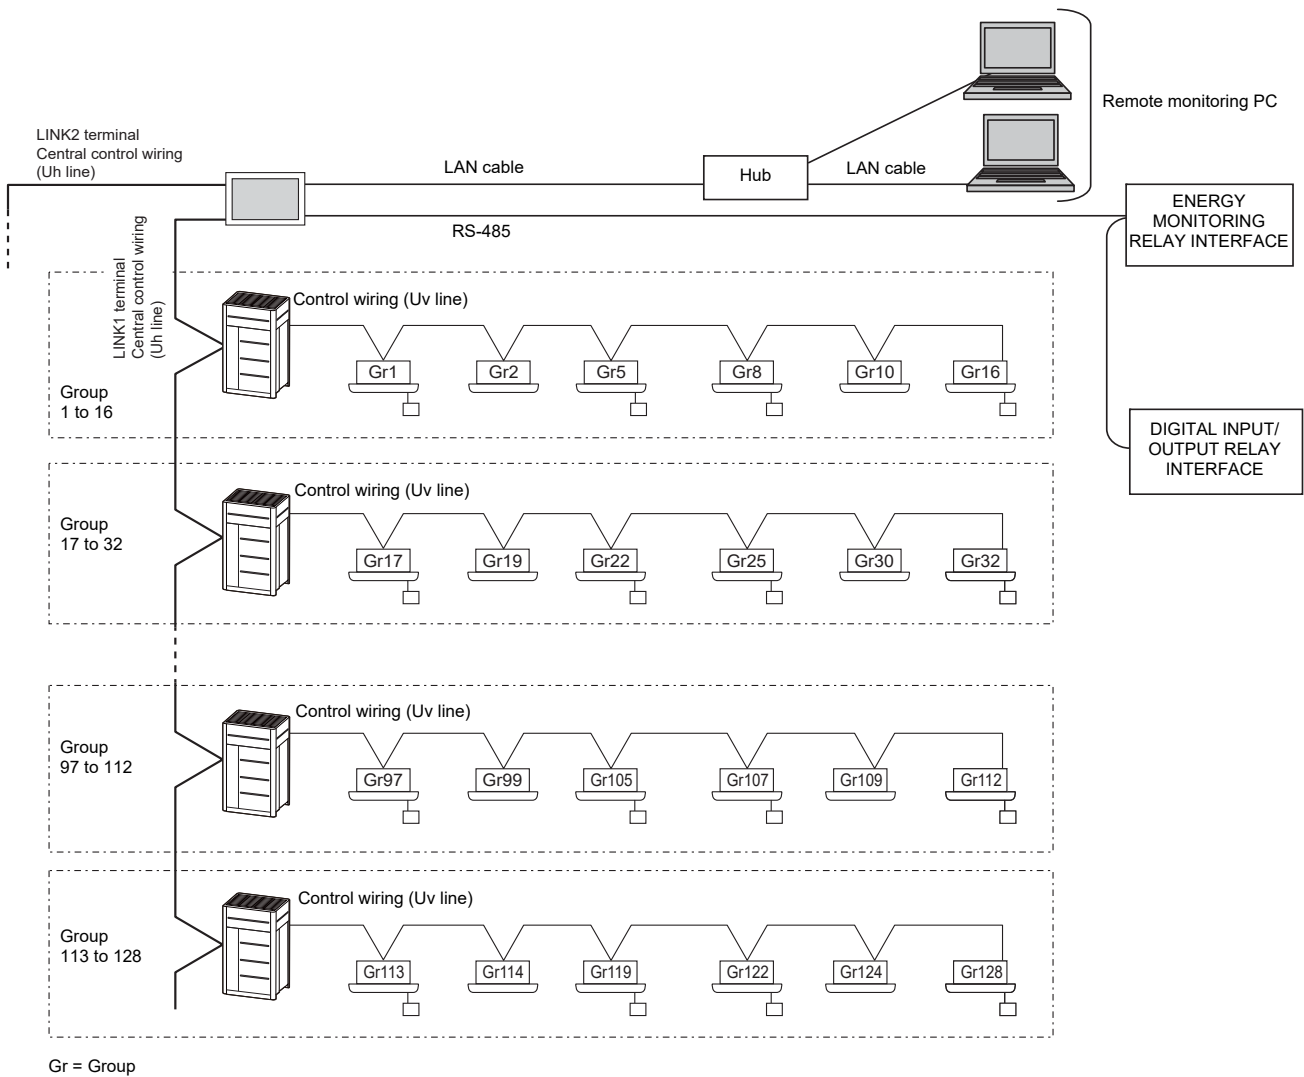 Remote monitoring PC
LINK2 terminal
Central control wiring
(Uh line)
LAN cable
Hub
LAN cable
ENERGY
MONITORING
RELAY INTERFACE
RS-485
LINK1 terminal
Central control wiring
(Uh line)
Control wiring (Uv line)
Group
1 to 16
Gr1
Gr2
Gr5
Gr8
Gr10
Gr16
DIGITAL INPUT/
OUTPUT RELAY
INTERFACE
Control wiring (Uv line)
Group
17 to 32
Gr17
Gr19
Gr22
Gr25
Gr30
Gr32
Control wiring (Uv line)
Group
97 to 112
Gr97
Gr99
Gr105
Gr107
Gr109
Gr112
Control wiring (Uv line)
Group
113 to 128
Gr113
Gr114
Gr119
Gr122
Gr124
Gr128
Gr = Group